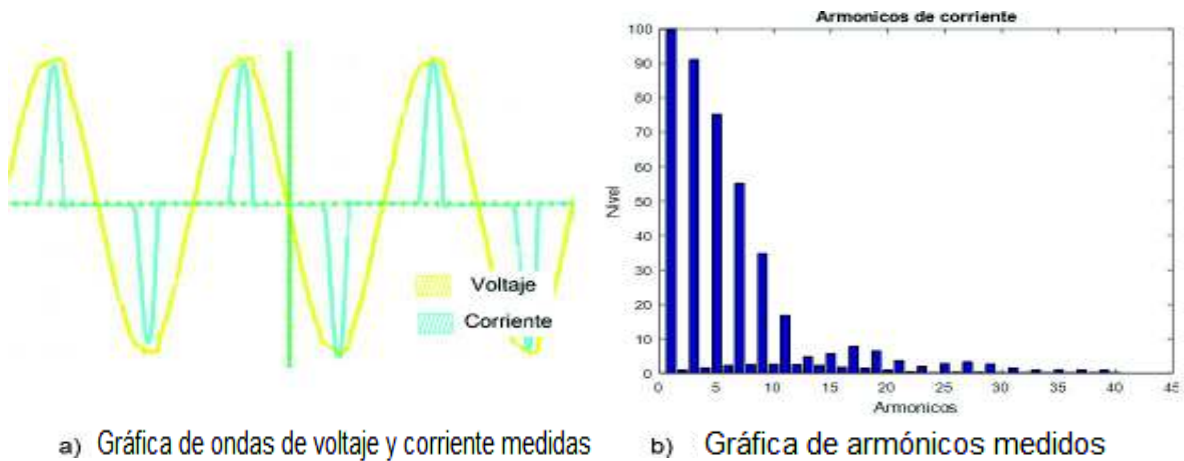 Voltaje
Corriente
a) Gráfica de ondas de voltaje y corriente medidas
Armonicos de corriente
Nivel
100
90
80
70
60
50
40
30
20
10
0
0 5 10 15 20 25 30 35 40 45
Armonicos
b) Gráfica de armónicos medidos